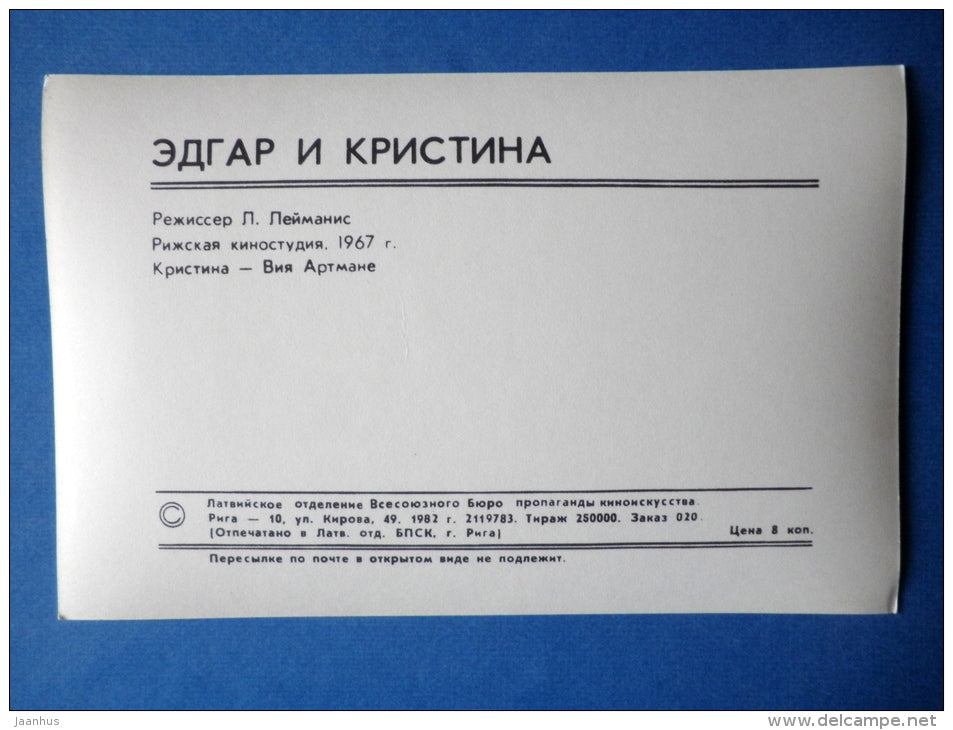 ЭДГАР И КРИСТИНА
Режиссер Л. Лейманис
Рижская киностудия. 1967 г.
Кристина — Вия Артмане
© Латвийское отделение Всесоюзного Бюро пропаганды киноискусства.
Рига — 10, ул. Кирова, 49. 1982 г. 2119783. Тираж 250000. Заказ 020.
(Отпечатано в Латв. отд. БПСК, г. Рига) Цена 8 коп.
Пересылке по почте в открытом виде не подлежит.
Jaanhus
www.delcampe.net